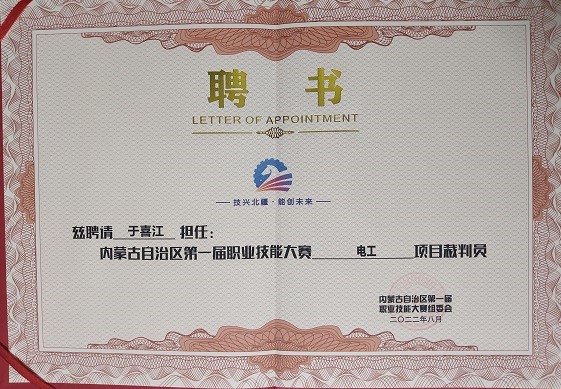 聘 书
LETTER OF APPOINTMENT
技兴北疆·能创未来
兹聘请 于喜江 担任：
内蒙古自治区第一届职业技能大赛 电工 项目裁判员
内蒙古自治区第一届
职业技能大赛组委会
二〇二二年八月